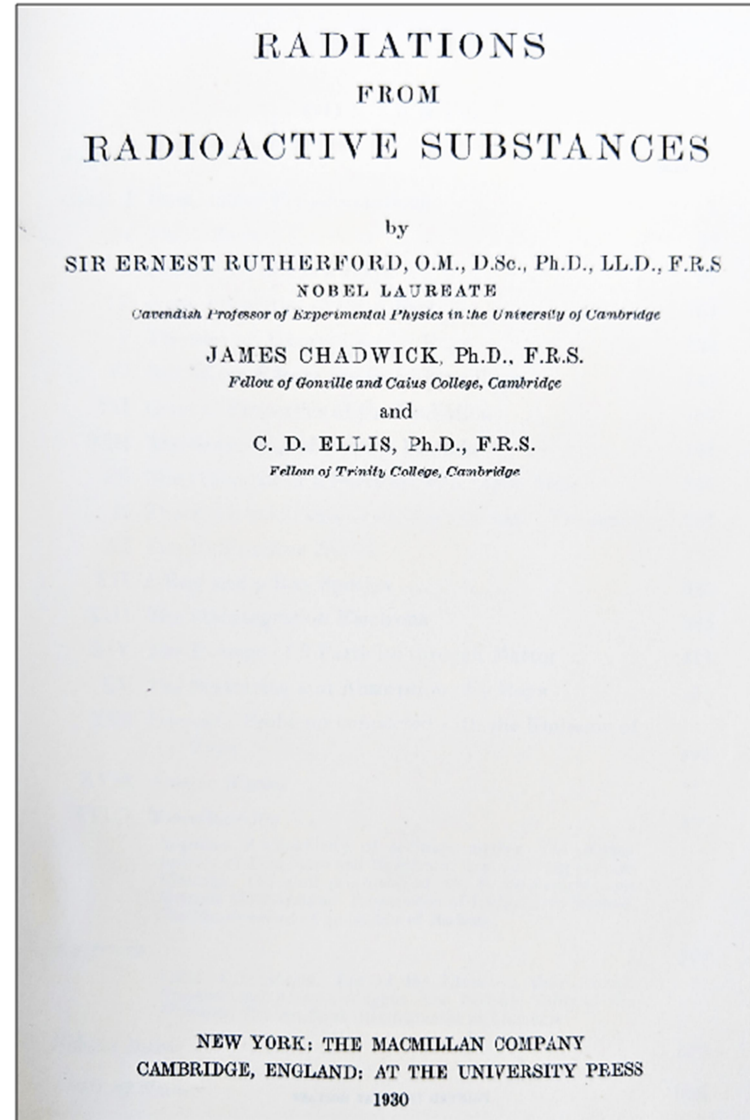 RADIATIONS
FROM
RADIOACTIVE SUBSTANCES
by
SIR ERNEST RUTHERFORD, O.M., D.Sc., Ph.D., LL.D., F.R.S
NOBEL LAUREATE
Cavendish Professor of Experimental Physics in the University of Cambridge
JAMES CHADWICK, Ph.D., F.R.S.
Fellow of Gonville and Caius College, Cambridge
and
C. D. ELLIS, Ph.D., F.R.S.
Fellow of Trinity College, Cambridge
NEW YORK: THE MACMILLAN COMPANY
CAMBRIDGE, ENGLAND: AT THE UNIVERSITY PRESS
1930